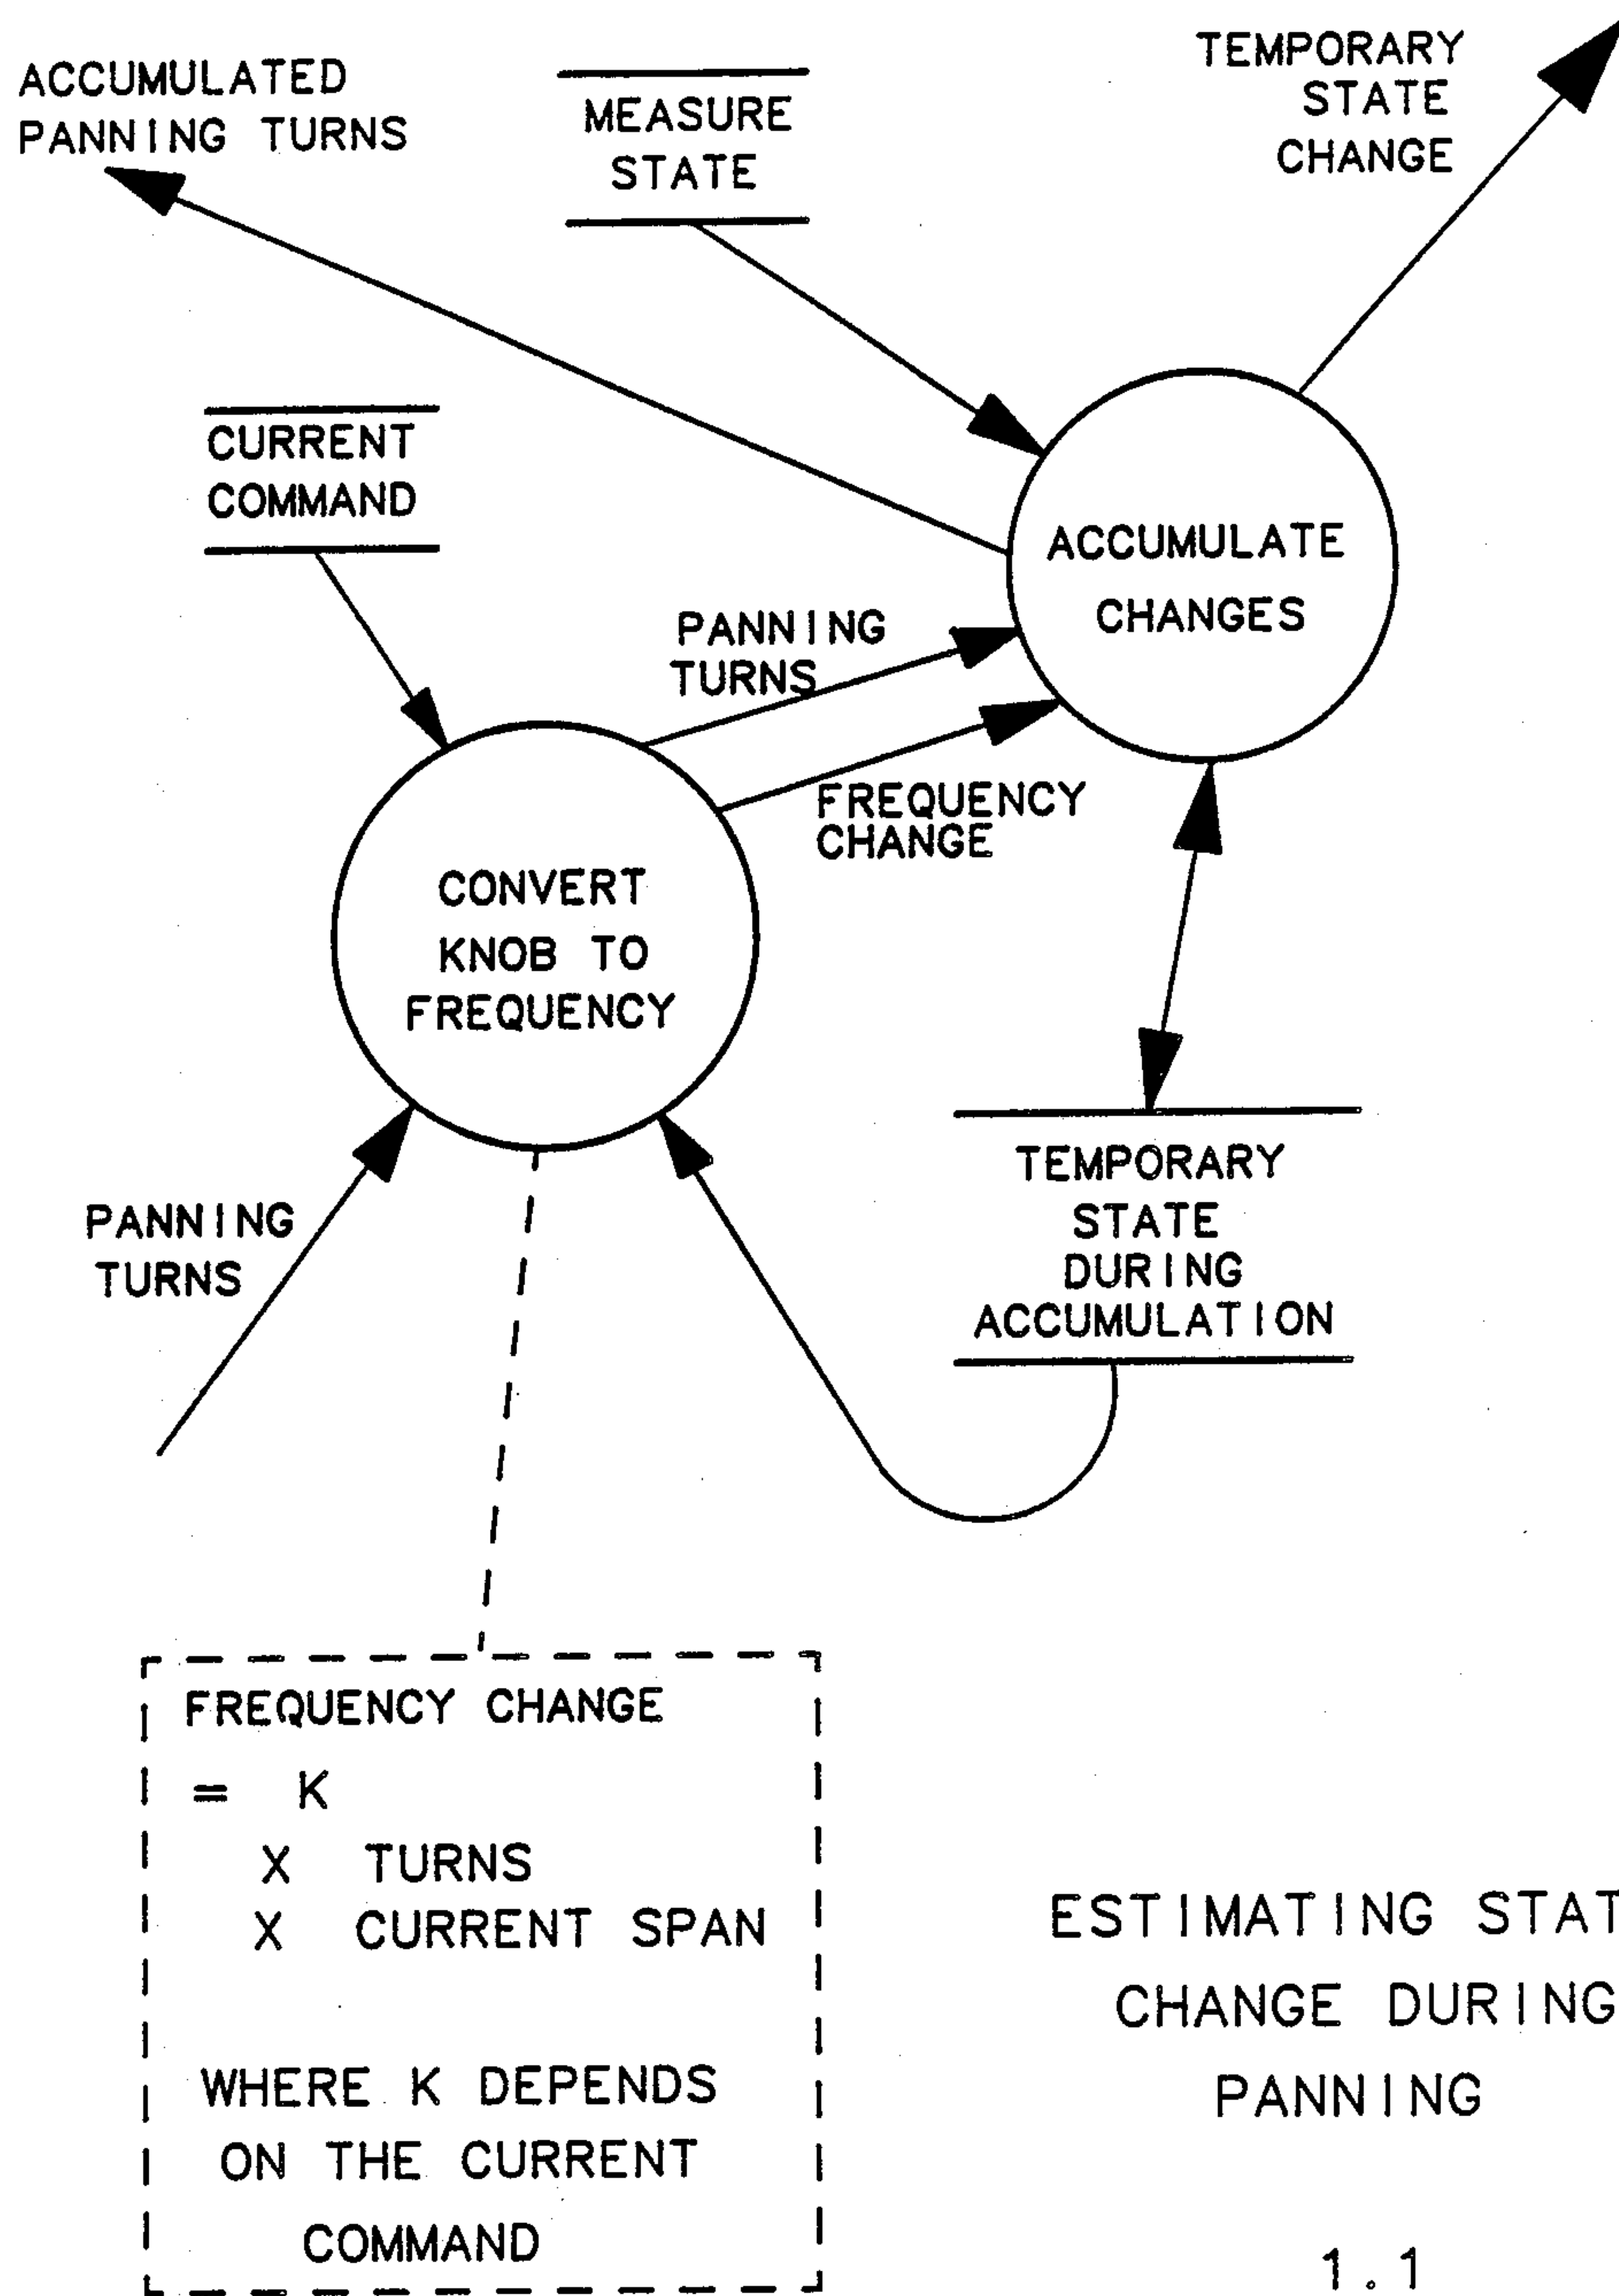 ACCUMULATED
PANNING TURNS
MEASURE
STATE
TEMPORARY
STATE
CHANGE
CURRENT
COMMAND
ACCUMULATE
CHANGES
PANNING
TURNS
FREQUENCY
CHANGE
CONVERT
KNOB TO
FREQUENCY
PANNING
TURNS
TEMPORARY
STATE
DURING
ACCUMULATION
FREQUENCY CHANGE
= K
X TURNS
X CURRENT SPAN
WHERE K DEPENDS
ON THE CURRENT
COMMAND
ESTIMATING STAT
CHANGE DURING
PANNING
1.1